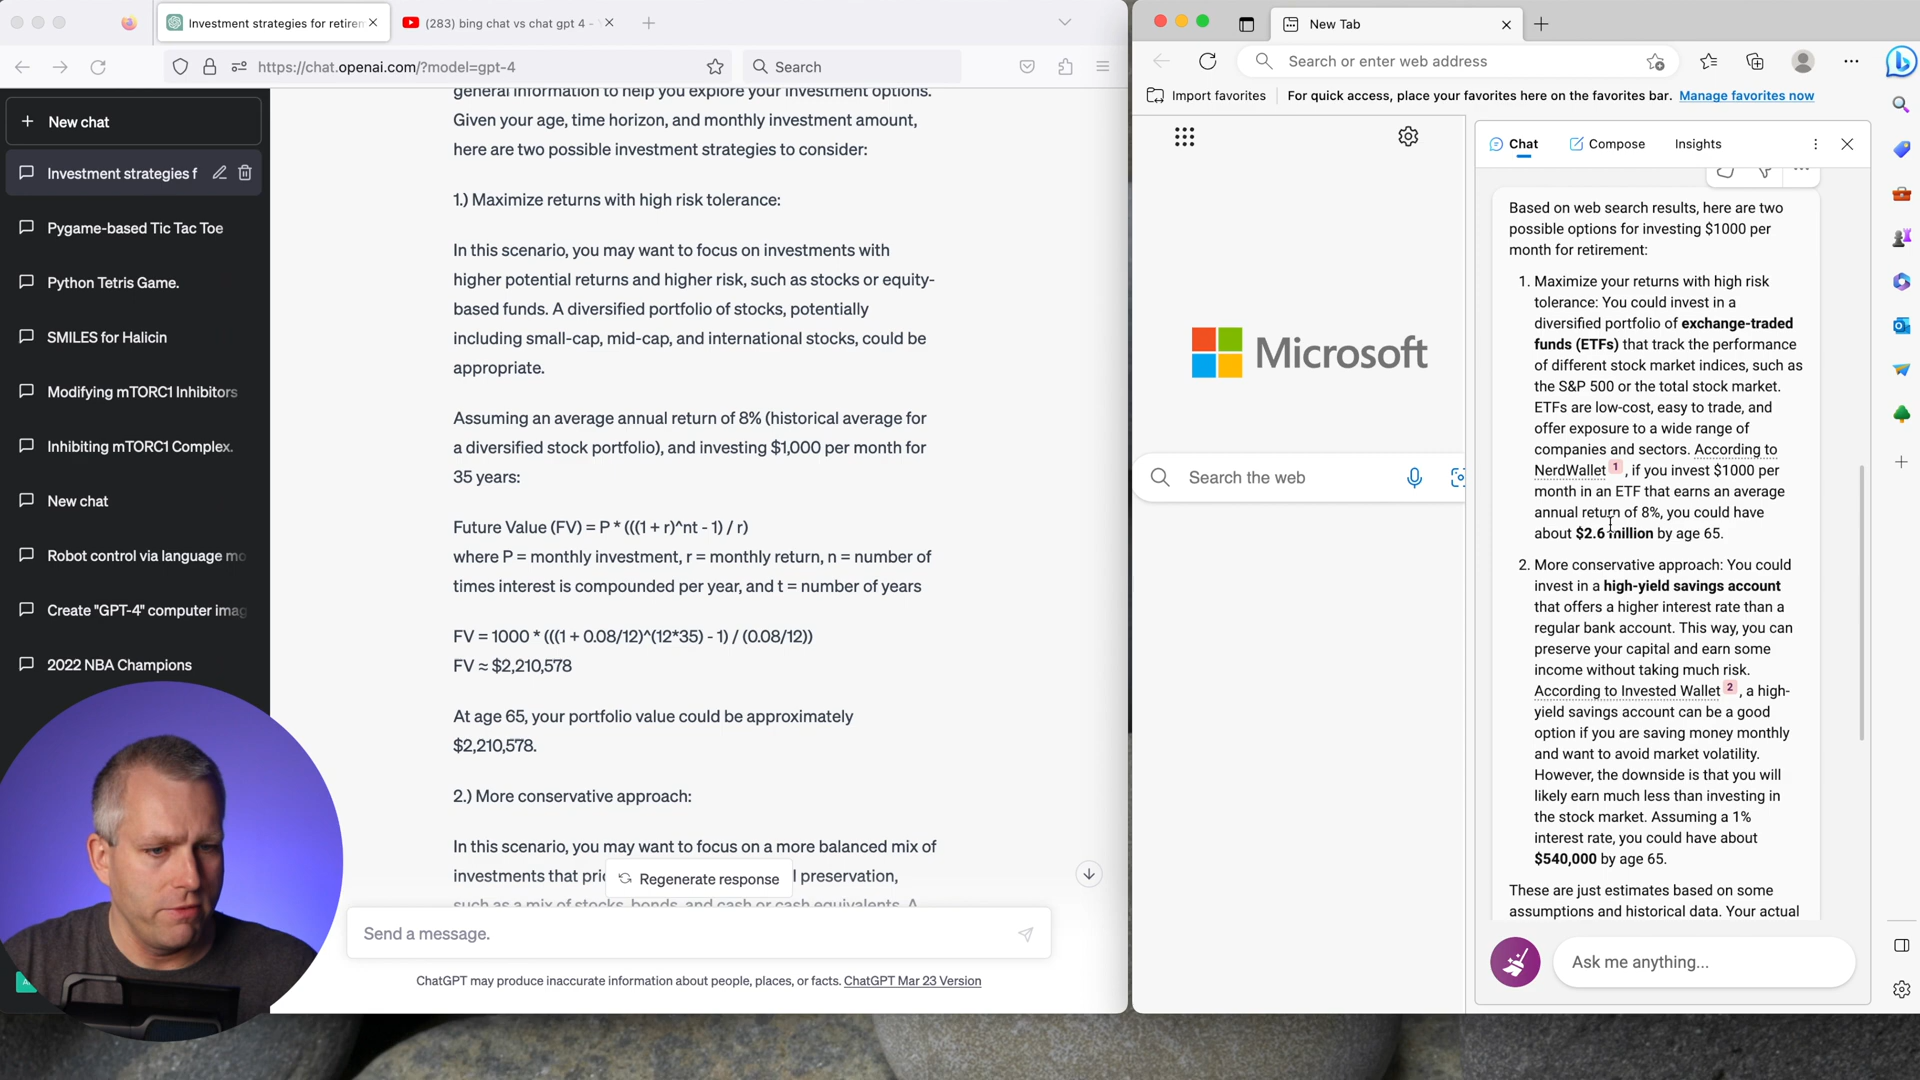 Investment strategies for retiren
(283) bing chat vs chat gpt 4 -
https://chat.openai.com/?model=gpt-4
Search
New chat
Investment strategies f
Pygame-based Tic Tac Toe
Python Tetris Game.
SMILES for Halicin
Modifying mTORC1 Inhibitors
Inhibiting mTORC1 Complex.
New chat
Robot control via language mo
Create "GPT-4" computer imag
2022 NBA Champions
general information to help you explore your investment options.
Given your age, time horizon, and monthly investment amount,
here are two possible investment strategies to consider:
1.) Maximize returns with high risk tolerance:
In this scenario, you may want to focus on investments with
higher potential returns and higher risk, such as stocks or equity-
based funds. A diversified portfolio of stocks, potentially
including small-cap, mid-cap, and international stocks, could be
appropriate.
Assuming an average annual return of 8% (historical average for
a diversified stock portfolio), and investing $1,000 per month for
35 years:
Future Value (FV) = P * (((1 + r)^nt - 1) / r)
where P = monthly investment, r = monthly return, n = number of
times interest is compounded per year, and t = number of years
FV = 1000 * (((1 + 0.08/12)^(12*35) - 1) / (0.08/12))
FV ≈ $2,210,578
At age 65, your portfolio value could be approximately
$2,210,578.
2.) More conservative approach:
In this scenario, you may want to focus on a more balanced mix of
investments that pri
l preservation,
such as a mix of stocks, bonds, and cash or cash equivalents. A
Regenerate response
Send a message.
ChatGPT may produce inaccurate information about people, places, or facts. ChatGPT Mar 23 Version
New Tab
Search or enter web address
Import favorites
For quick access, place your favorites here on the favorites bar. Manage favorites now
Microsoft
Search the web
Chat
Compose
Insights
Based on web search results, here are two
possible options for investing $1000 per
month for retirement:
1. Maximize your returns with high risk
tolerance: You could invest in a
diversified portfolio of exchange-traded
funds (ETFs) that track the performance
of different stock market indices, such as
the S&P 500 or the total stock market.
ETFs are low-cost, easy to trade, and
offer exposure to a wide range of
companies and sectors. According to
NerdWallet 1 , if you invest $1000 per
month in an ETF that earns an average
annual return of 8%, you could have
about $2.6 million by age 65.
2. More conservative approach: You could
invest in a high-yield savings account
that offers a higher interest rate than a
regular bank account. This way, you can
preserve your capital and earn some
income without taking much risk.
According to Invested Wallet 2 , a high-
yield savings account can be a good
option if you are saving money monthly
and want to avoid market volatility.
However, the downside is that you will
likely earn much less than investing in
the stock market. Assuming a 1%
interest rate, you could have about
$540,000 by age 65.
These are just estimates based on some
assumptions and historical data. Your actual
Ask me anything...